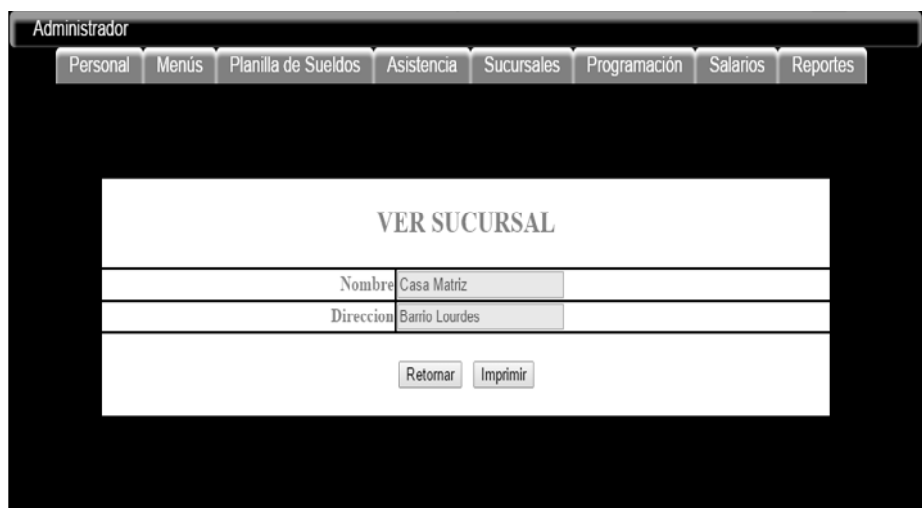 Administrador
Personal Menús Planilla de Sueldos Asistencia Sucursales Programación Salarios Reportes
VER SUCURSAL
Nombre Casa Matriz
Direccion Barrio Lourdes
Retornar Imprimir